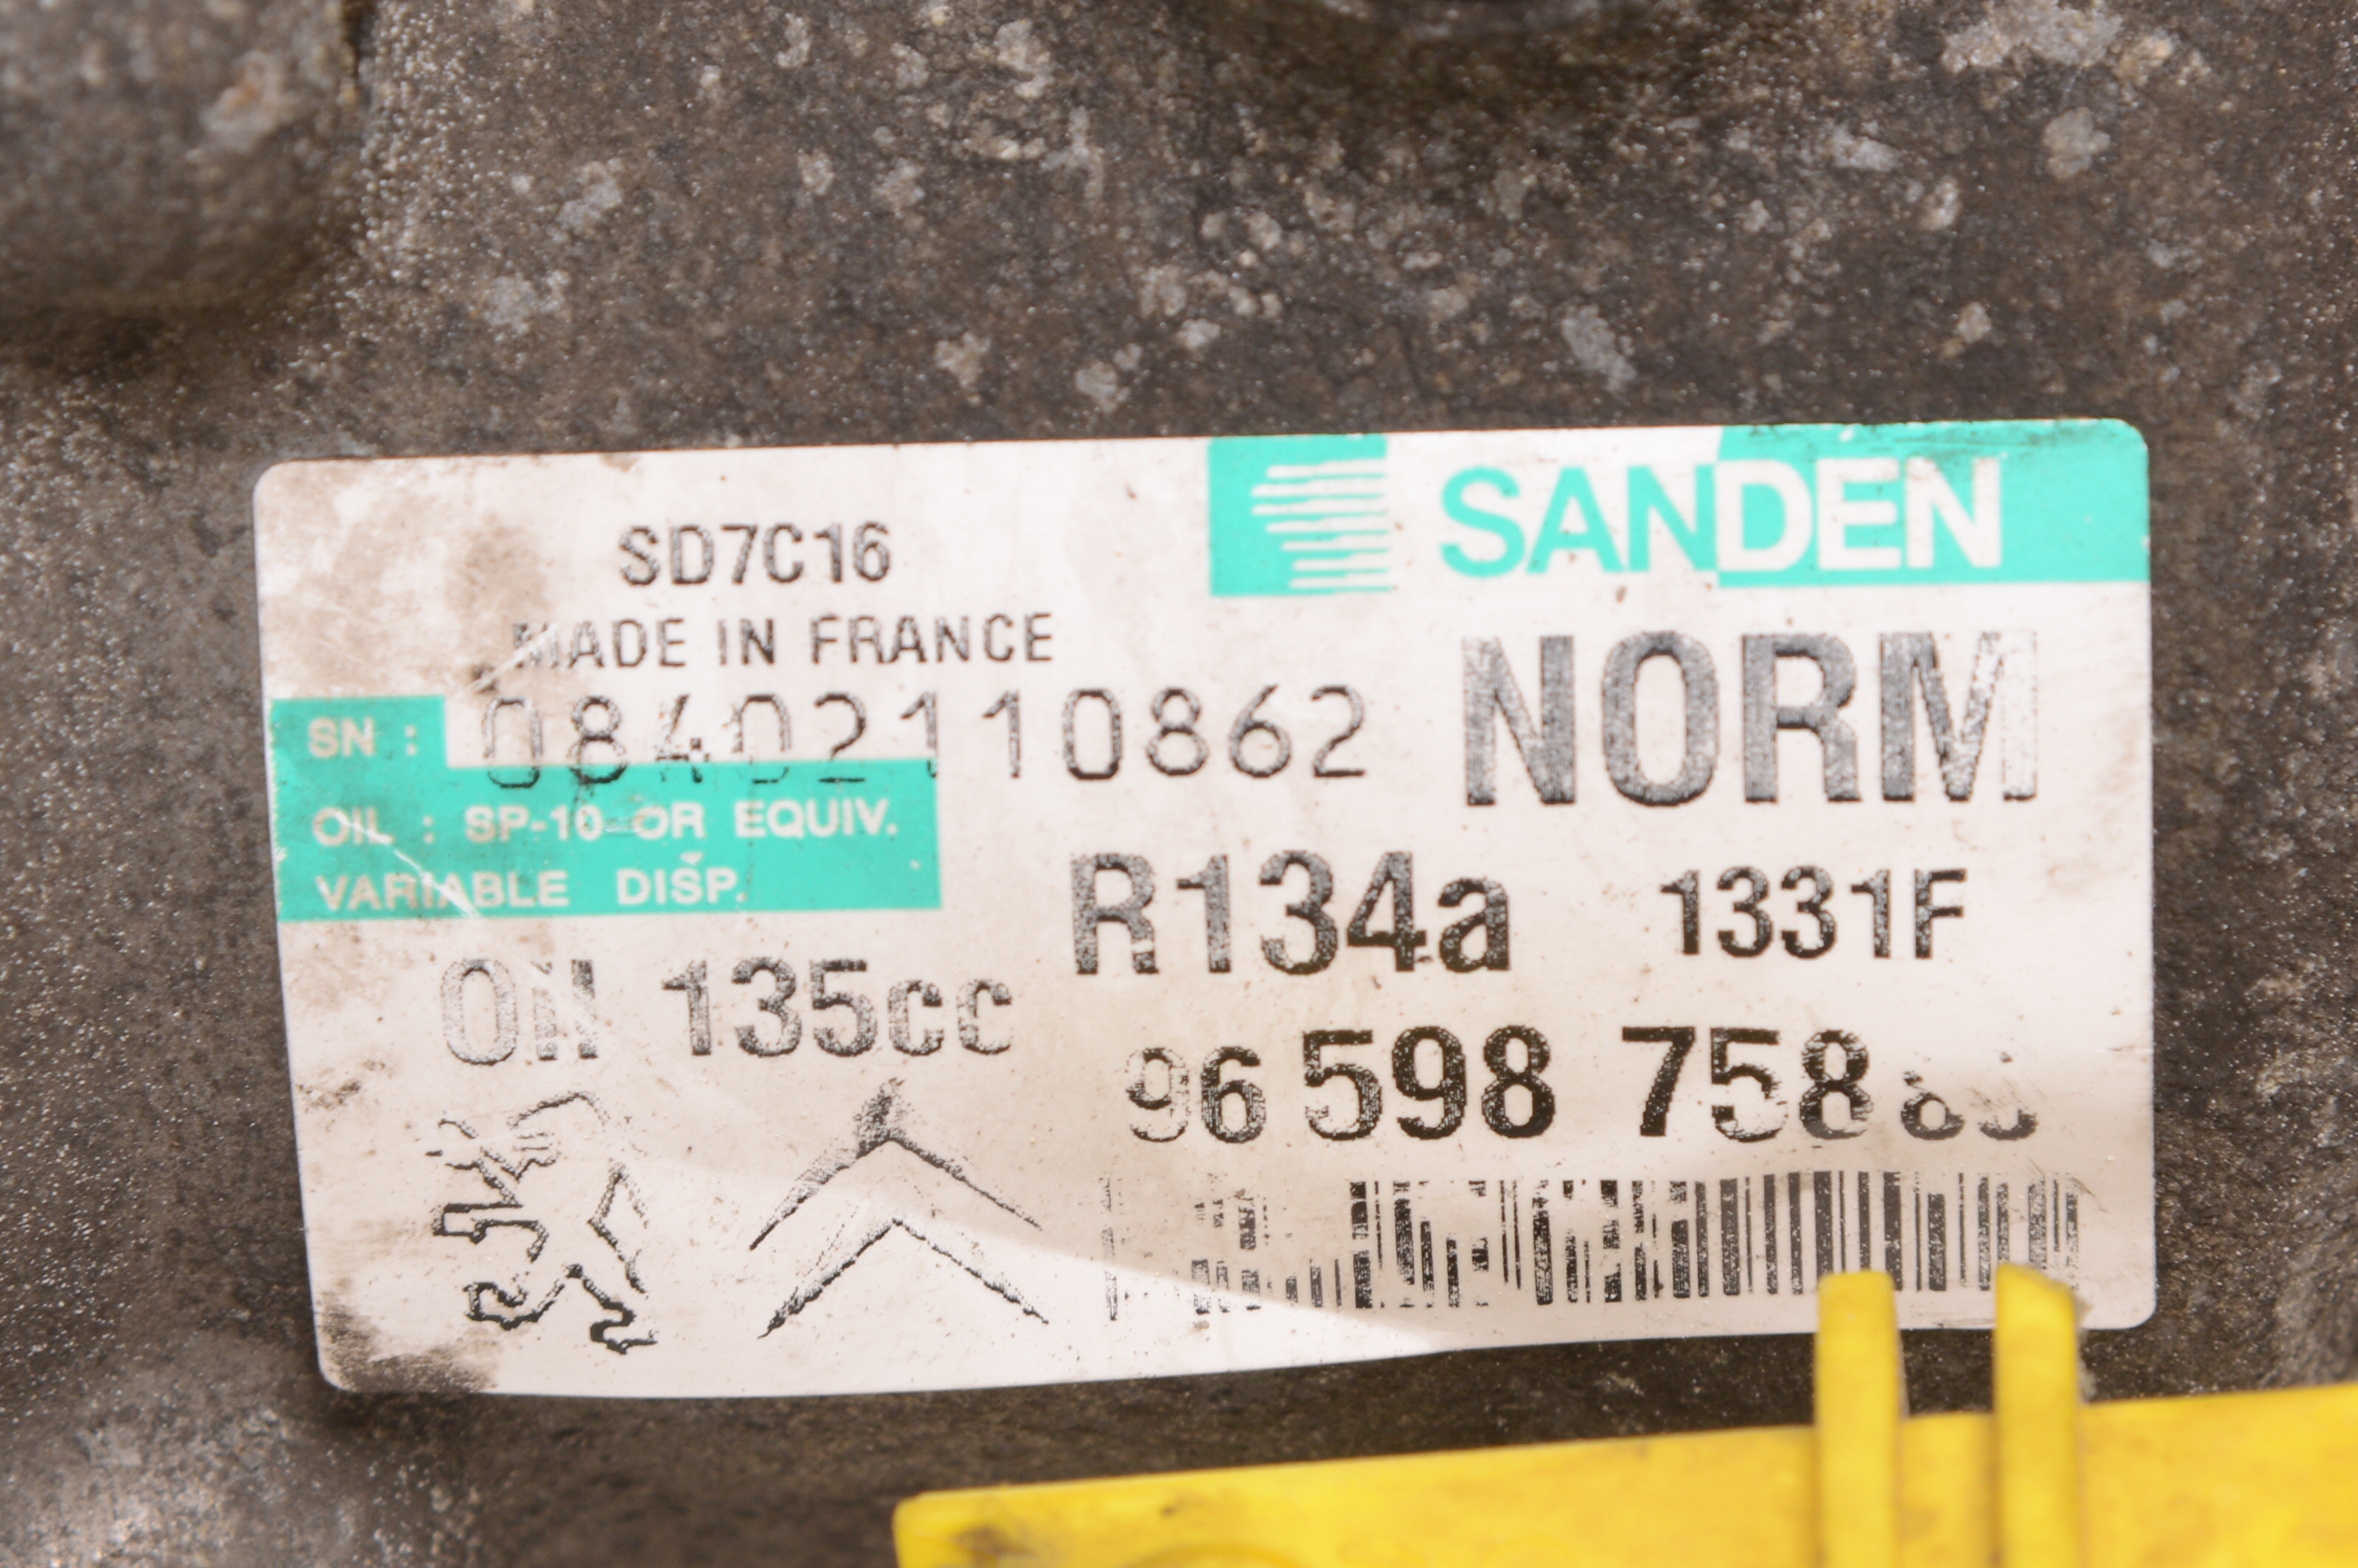 SANDEN
SD7C16
MADE IN FRANCE
NORM
SN : 08402110862
OIL : SP-10 OR EQUIV.
VARIABLE DISP.
R134a 1331F
135cc
96 598 758